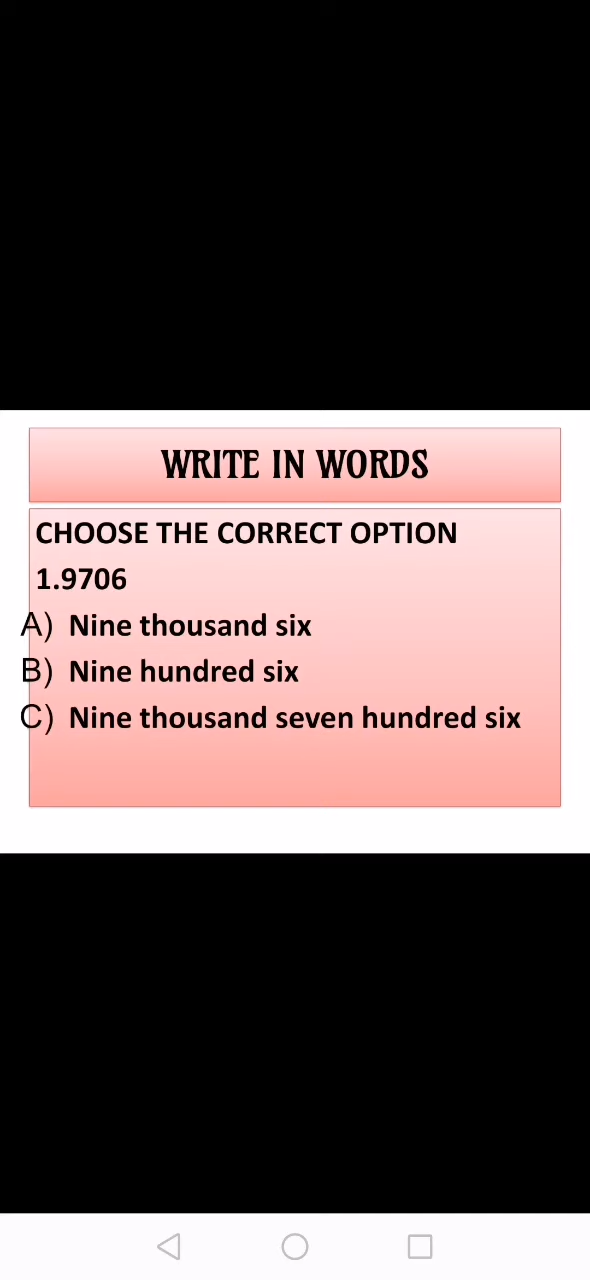 WRITE IN WORDS
CHOOSE THE CORRECT OPTION
1.9706
A) Nine thousand six
B) Nine hundred six
C) Nine thousand seven hundred six